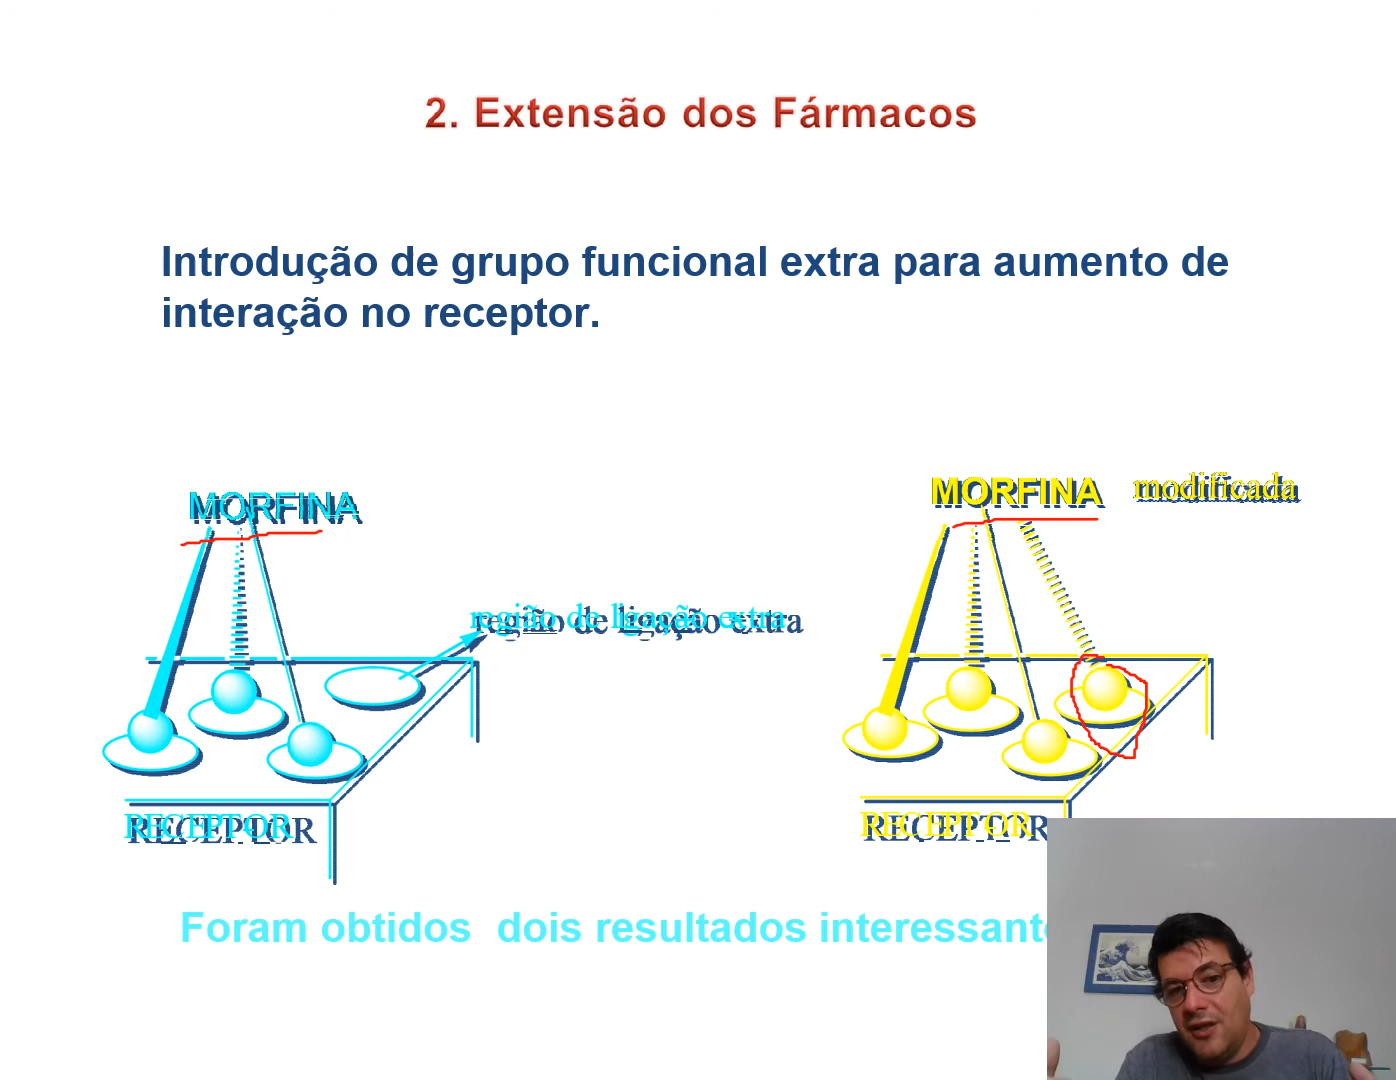 2. Extensão dos Fármacos
Introdução de grupo funcional extra para aumento de
interação no receptor.
MORFINA
região de ligação extra
RECEPTOR
MORFINA modificada
RECEPTOR
Foram obtidos dois resultados